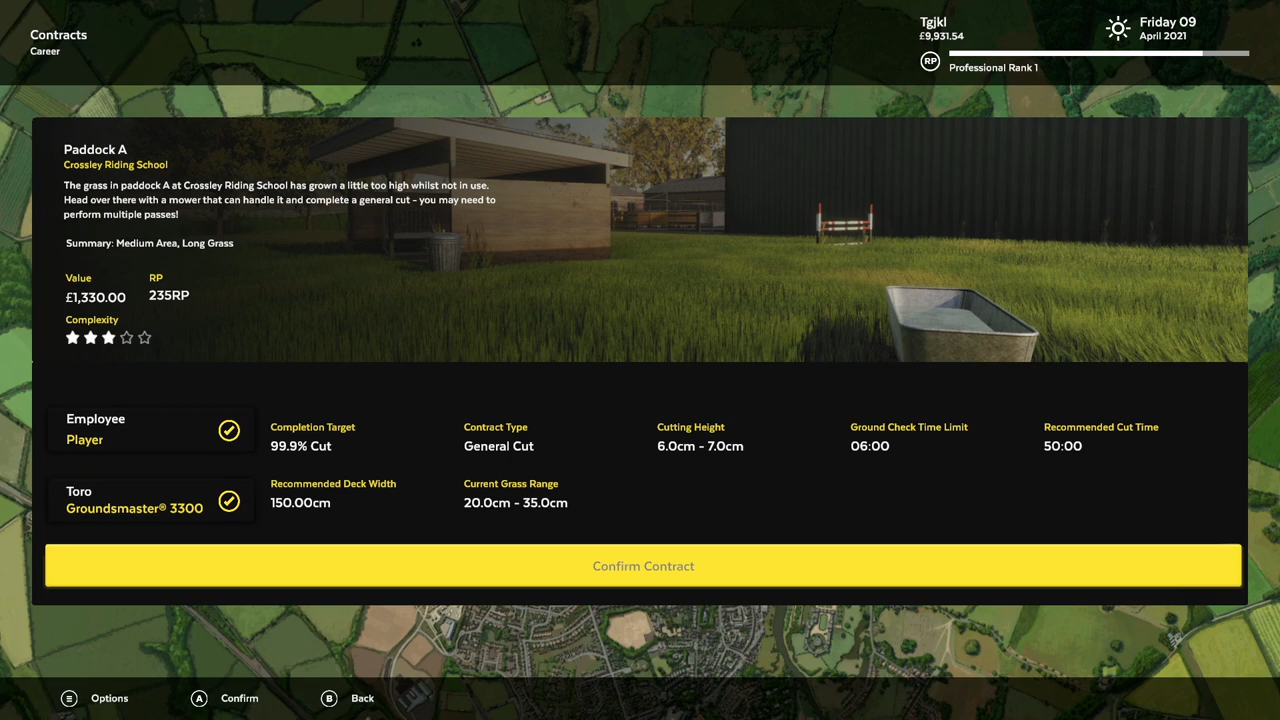 Contracts
Career
Tgjkl
£9,931.54
Friday 09
April 2021
RP
Professional Rank 1
Paddock A
Crossley Riding School
The grass in paddock A at Crossley Riding School has grown a little too high whilst not in use.
Head over there with a mower that can handle it and complete a general cut - you may need to
perform multiple passes!
Summary: Medium Area, Long Grass
Value
RP
£1,330.00
235RP
Complexity
Employee
Player
Completion Target
Contract Type
Cutting Height
Ground Check Time Limit
Recommended Cut Time
99.9% Cut
General Cut
6.0cm - 7.0cm
06:00
50:00
Toro
Groundsmaster® 3300
Recommended Deck Width
Current Grass Range
150.00cm
20.0cm - 35.0cm
Confirm Contract
Options
A Confirm
B Back